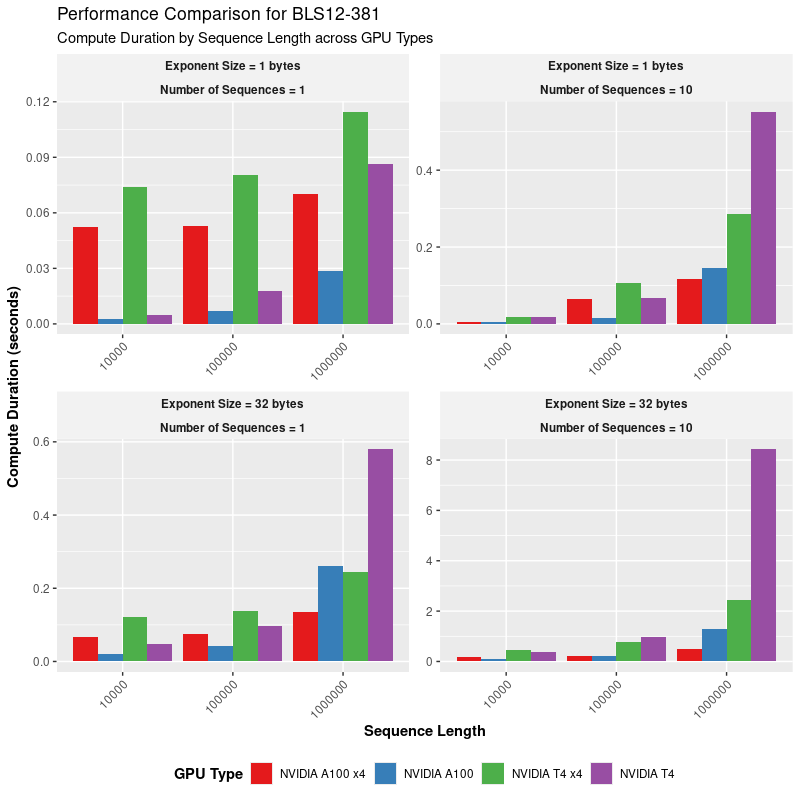 Performance Comparison for BLS12-381
Compute Duration by Sequence Length across GPU Types
Exponent Size = 1 bytes
Number of Sequences = 1
0.12
0.09
0.06
0.03
0.00
10000
100000
1000000
Exponent Size = 1 bytes
Number of Sequences = 10
0.4
0.2
0.0
10000
100000
1000000
Exponent Size = 32 bytes
Number of Sequences = 1
0.6
0.4
0.2
0.0
10000
100000
1000000
Exponent Size = 32 bytes
Number of Sequences = 10
8
6
4
2
0
10000
100000
1000000
Compute Duration (seconds)
Sequence Length
GPU Type
NVIDIA A100 x4
NVIDIA A100
NVIDIA T4 x4
NVIDIA T4